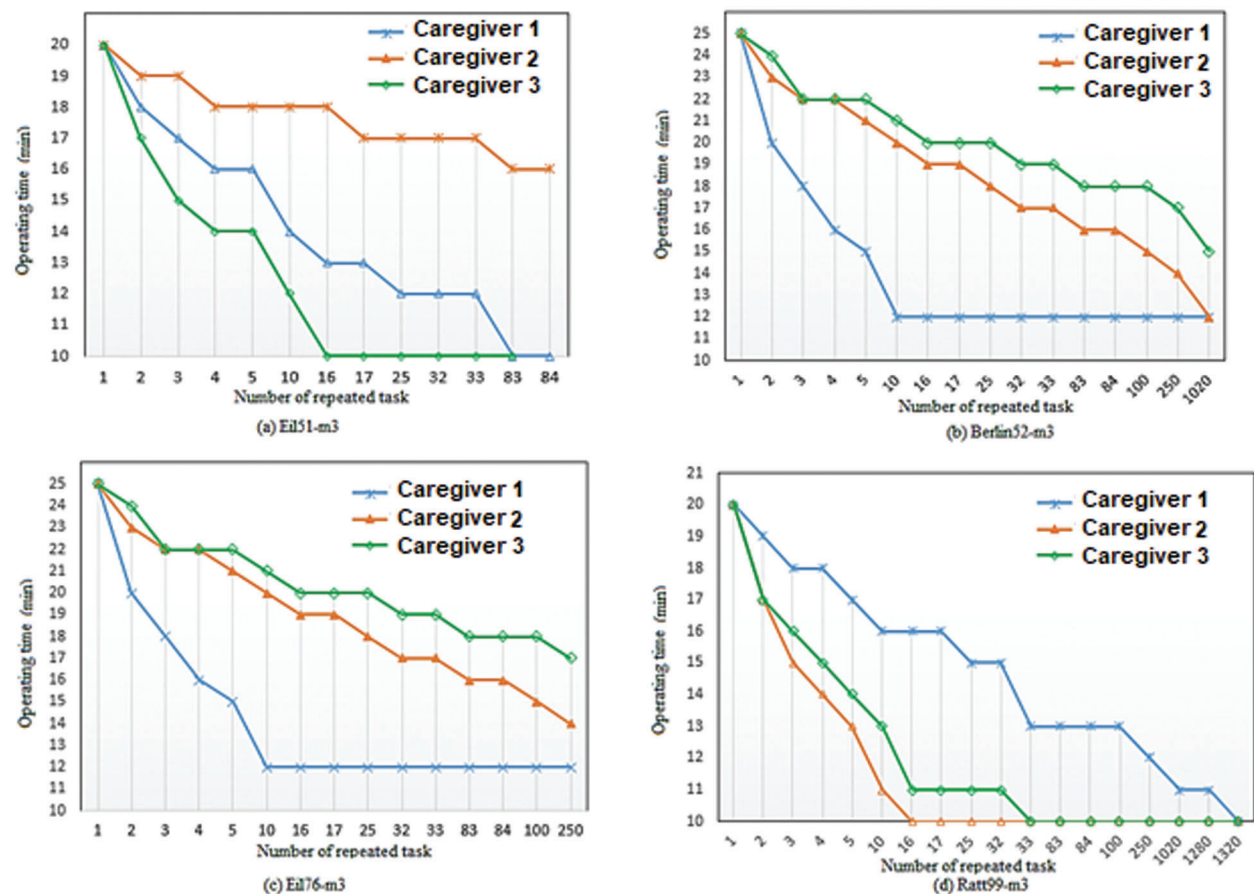 Caregiver 1
Caregiver 2
Caregiver 3
20
19
18
17
16
15
14
13
12
11
10
Operating time (min)
1 2 3 4 5 10 16 17 25 32 33 83 84
Number of repeated task
(a) Eil51-m3
Caregiver 1
Caregiver 2
Caregiver 3
25
24
23
22
21
20
19
18
17
16
15
14
13
12
11
10
Operating time (min)
1 2 3 4 5 10 16 17 25 32 33 83 84 100 250 1020
Number of repeated task
(b) Berlin52-m3
Caregiver 1
Caregiver 2
Caregiver 3
25
24
23
22
21
20
19
18
17
16
15
14
13
12
11
10
Operating time (min)
1 2 3 4 5 10 16 17 25 32 33 83 84 100 250
Number of repeated task
(c) Eil76-m3
Caregiver 1
Caregiver 2
Caregiver 3
21
20
19
18
17
16
15
14
13
12
11
10
Operating time (min)
1 2 3 4 5 10 16 17 25 32 33 83 84 100 250 1020 1280 1320
Number of repeated task
(d) Ratt99-m3